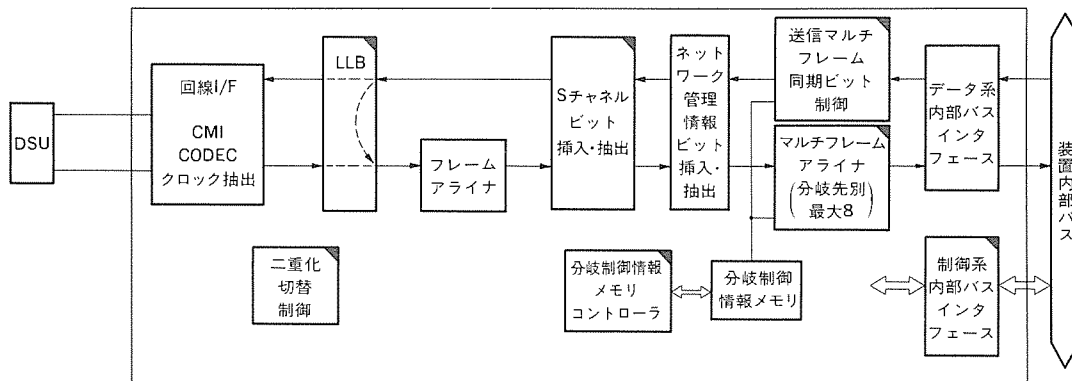 DSU
回線I/F
CMI
CODEC
クロック抽出
LLB
フレーム
アライナ
Sチャネル
ビット
挿入・抽出
ネット
ワーク
管理
情報
ビット
挿入・
抽出
送信マルチ
フレーム
同期ビット
制御
マルチフレーム
アライナ
(分岐先別)
最大8
データ系
内部バス
インタ
フェース
装置内部バス
二重化
切替
制御
分岐制御情報
メモリ
コントローラ
分岐制御
情報メモリ
制御系
内部バス
インタ
フェース